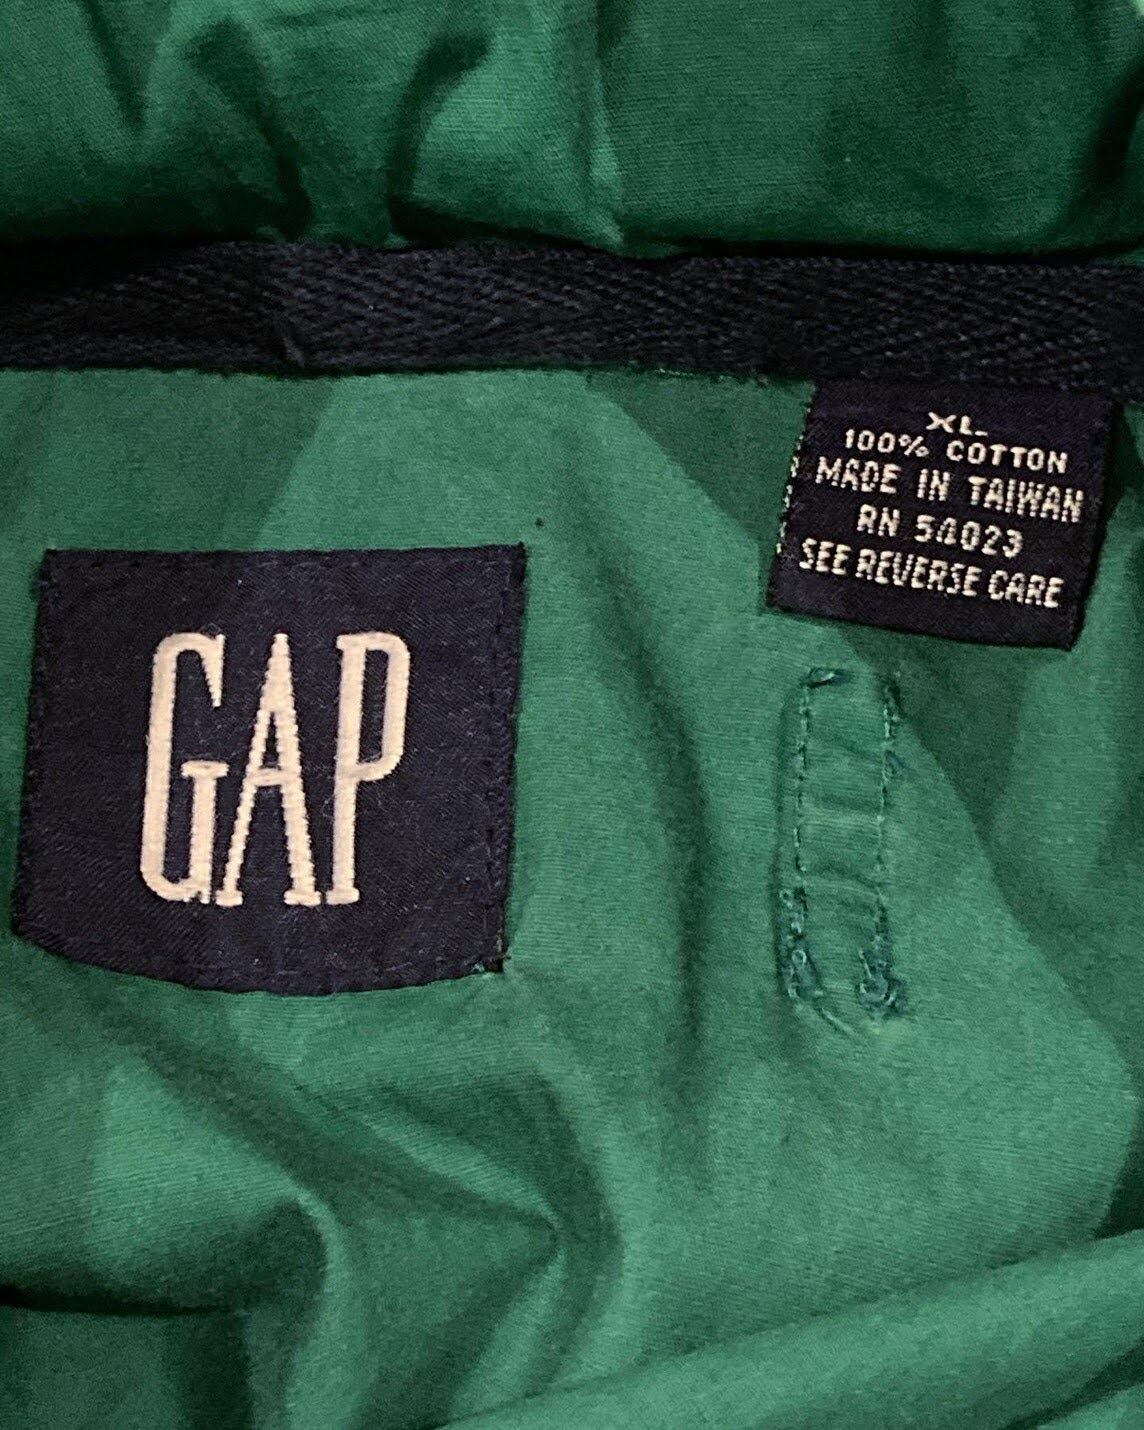 GAP
XL
100% COTTON
MADE IN TAIWAN
RN 54023
SEE REVERSE CARE